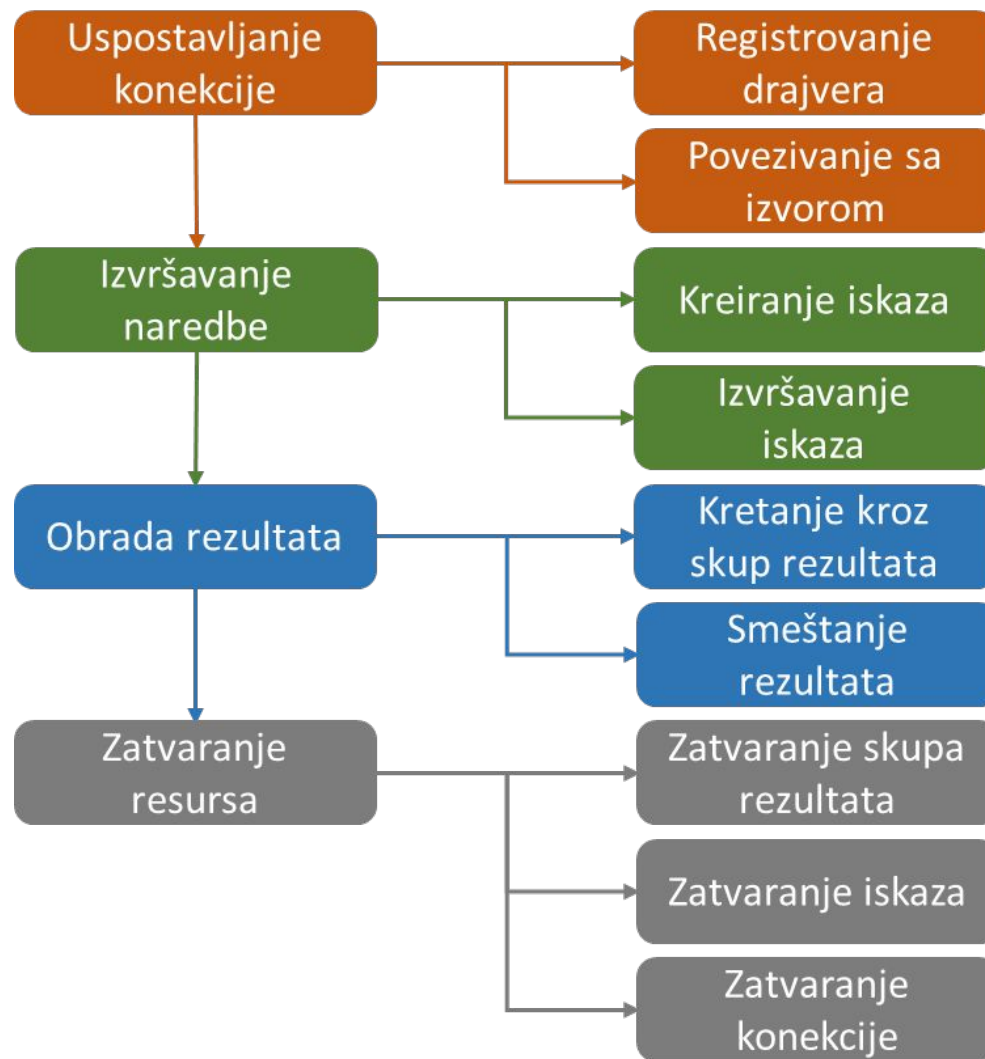 Uspostavljanje
konekcije
Registrovanje
drajvera
Povezivanje sa
izvorom
Izvršavanje
naredbe
Kreiranje iskaza
Izvršavanje
iskaza
Obrada rezultata
Kretanje kroz
skup rezultata
Smeštanje
rezultata
Zatvaranje
resursa
Zatvaranje skupa
rezultata
Zatvaranje iskaza
Zatvaranje
konekcije